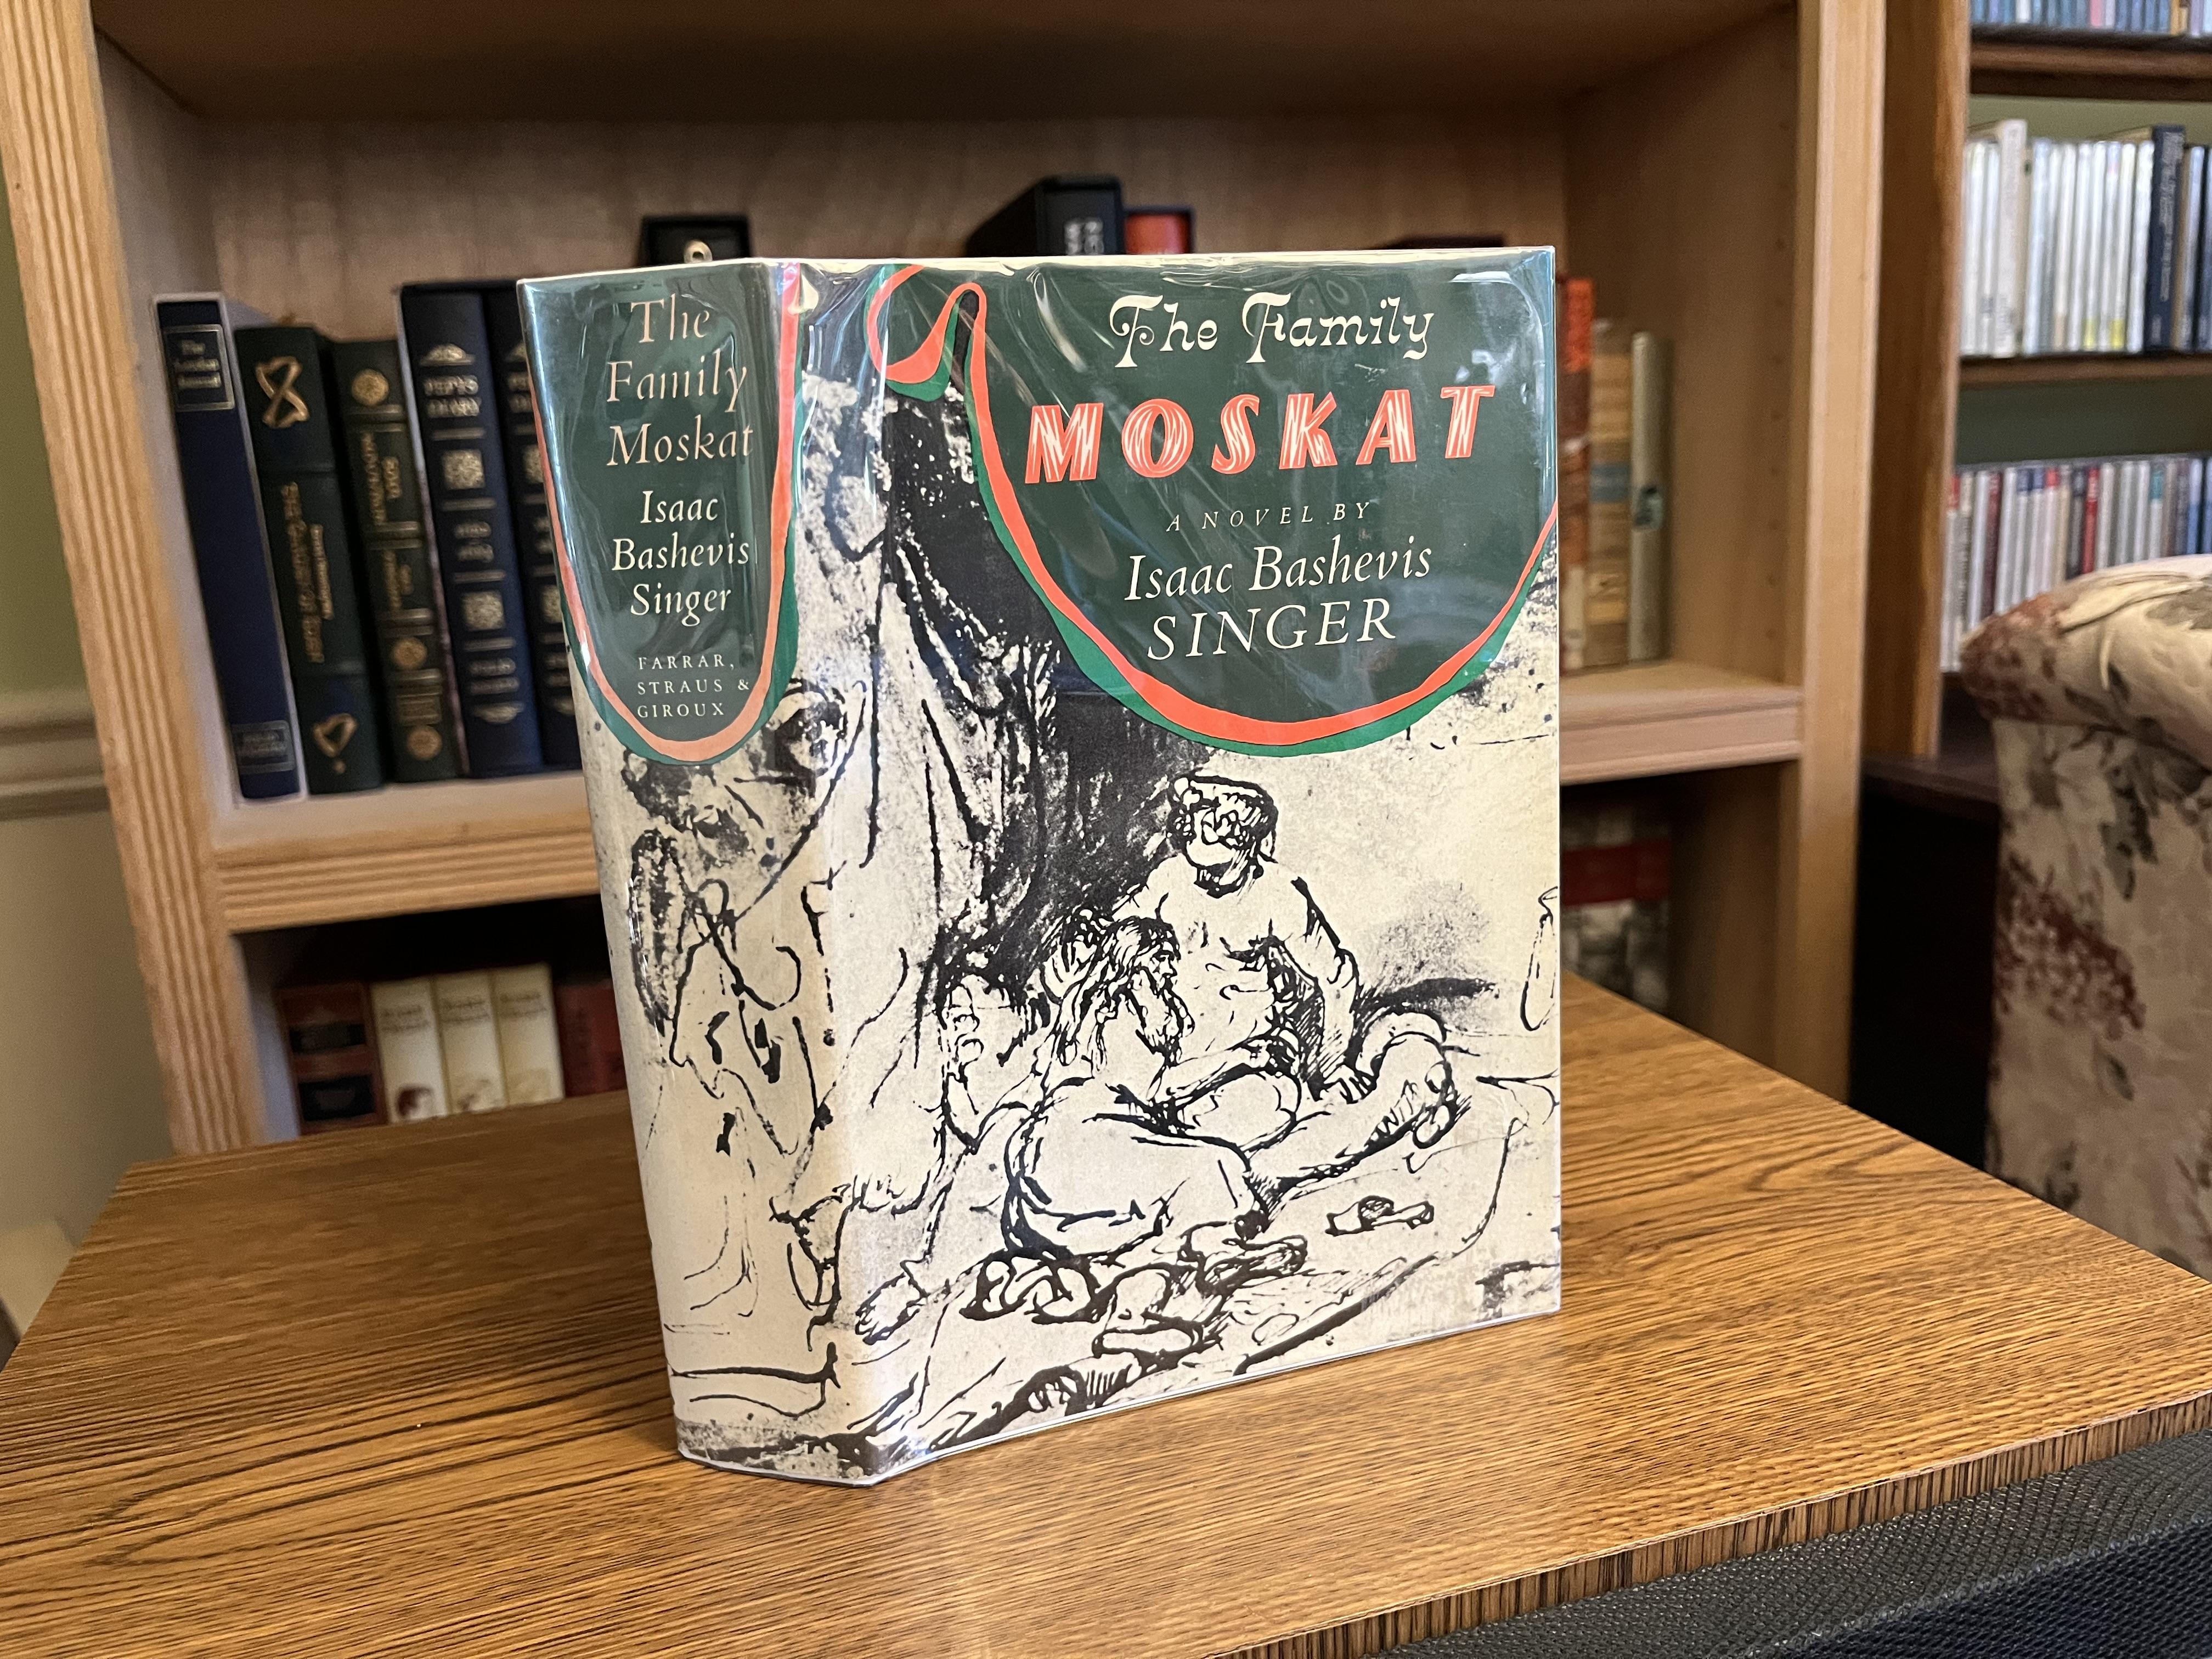 The
Family
Moskat
Isaac
Bashevis
Singer
FARRAR,
STRAUS &
GIROUX
The Family
MOSKAT
A NOVEL BY
Isaac Bashevis
SINGER
PEPYS
DIARY